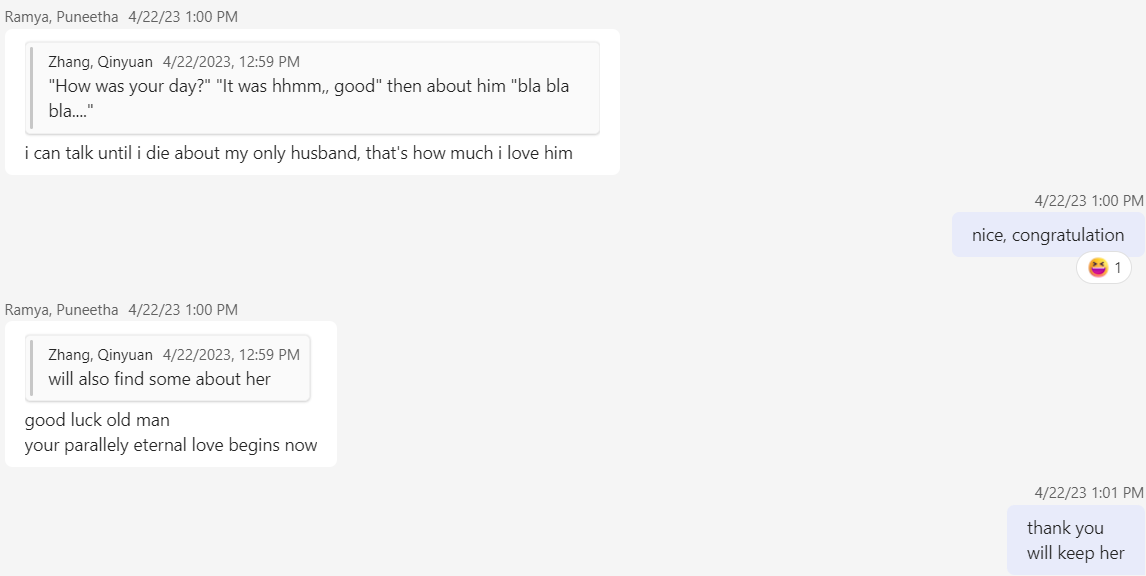 Ramya, Puneetha 4/22/23 1:00 PM
Zhang, Qinyuan 4/22/2023, 12:59 PM
"How was your day?" "It was hhmm,, good" then about him "bla bla
bla...."
i can talk until i die about my only husband, that's how much i love him
4/22/23 1:00 PM
nice, congratulation
1
Ramya, Puneetha 4/22/23 1:00 PM
Zhang, Qinyuan 4/22/2023, 12:59 PM
will also find some about her
good luck old man
your parallely eternal love begins now
4/22/23 1:01 PM
thank you
will keep her